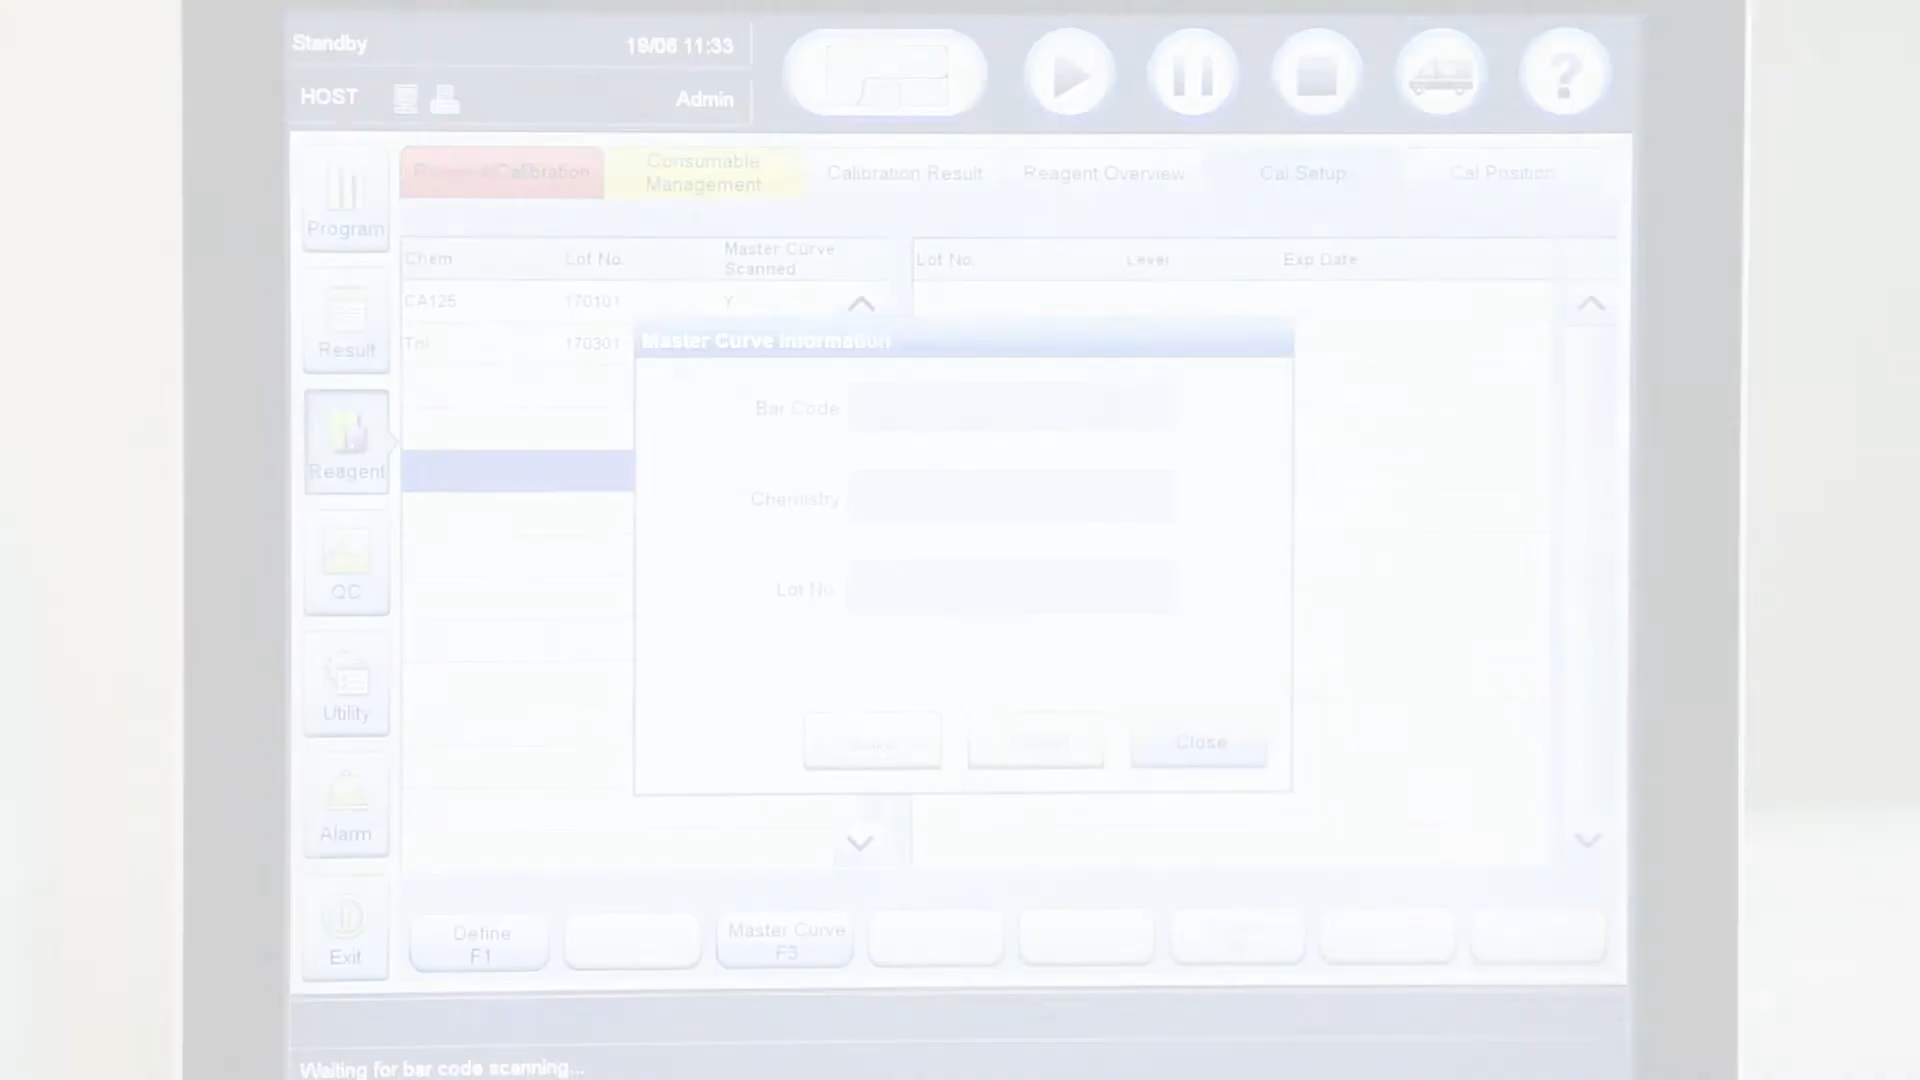 Standby
19/06 11:33
HOST
Admin
?
Reagent/Calibration
Consumable
Management
Calibration Result
Reagent Overview
Cal Setup
Cal Position
Program
Result
Reagent
QC
Utility
Alarm
Exit
Chem
Lot No.
Master Curve
Scanned
CA125
170101
Y
TnI
170301
Lot No.
Level
Exp Date
Master Curve Information
Bar Code
Chemistry
Lot No.
Close
Define
F1
Master Curve
F3
Waiting for bar code scanning...